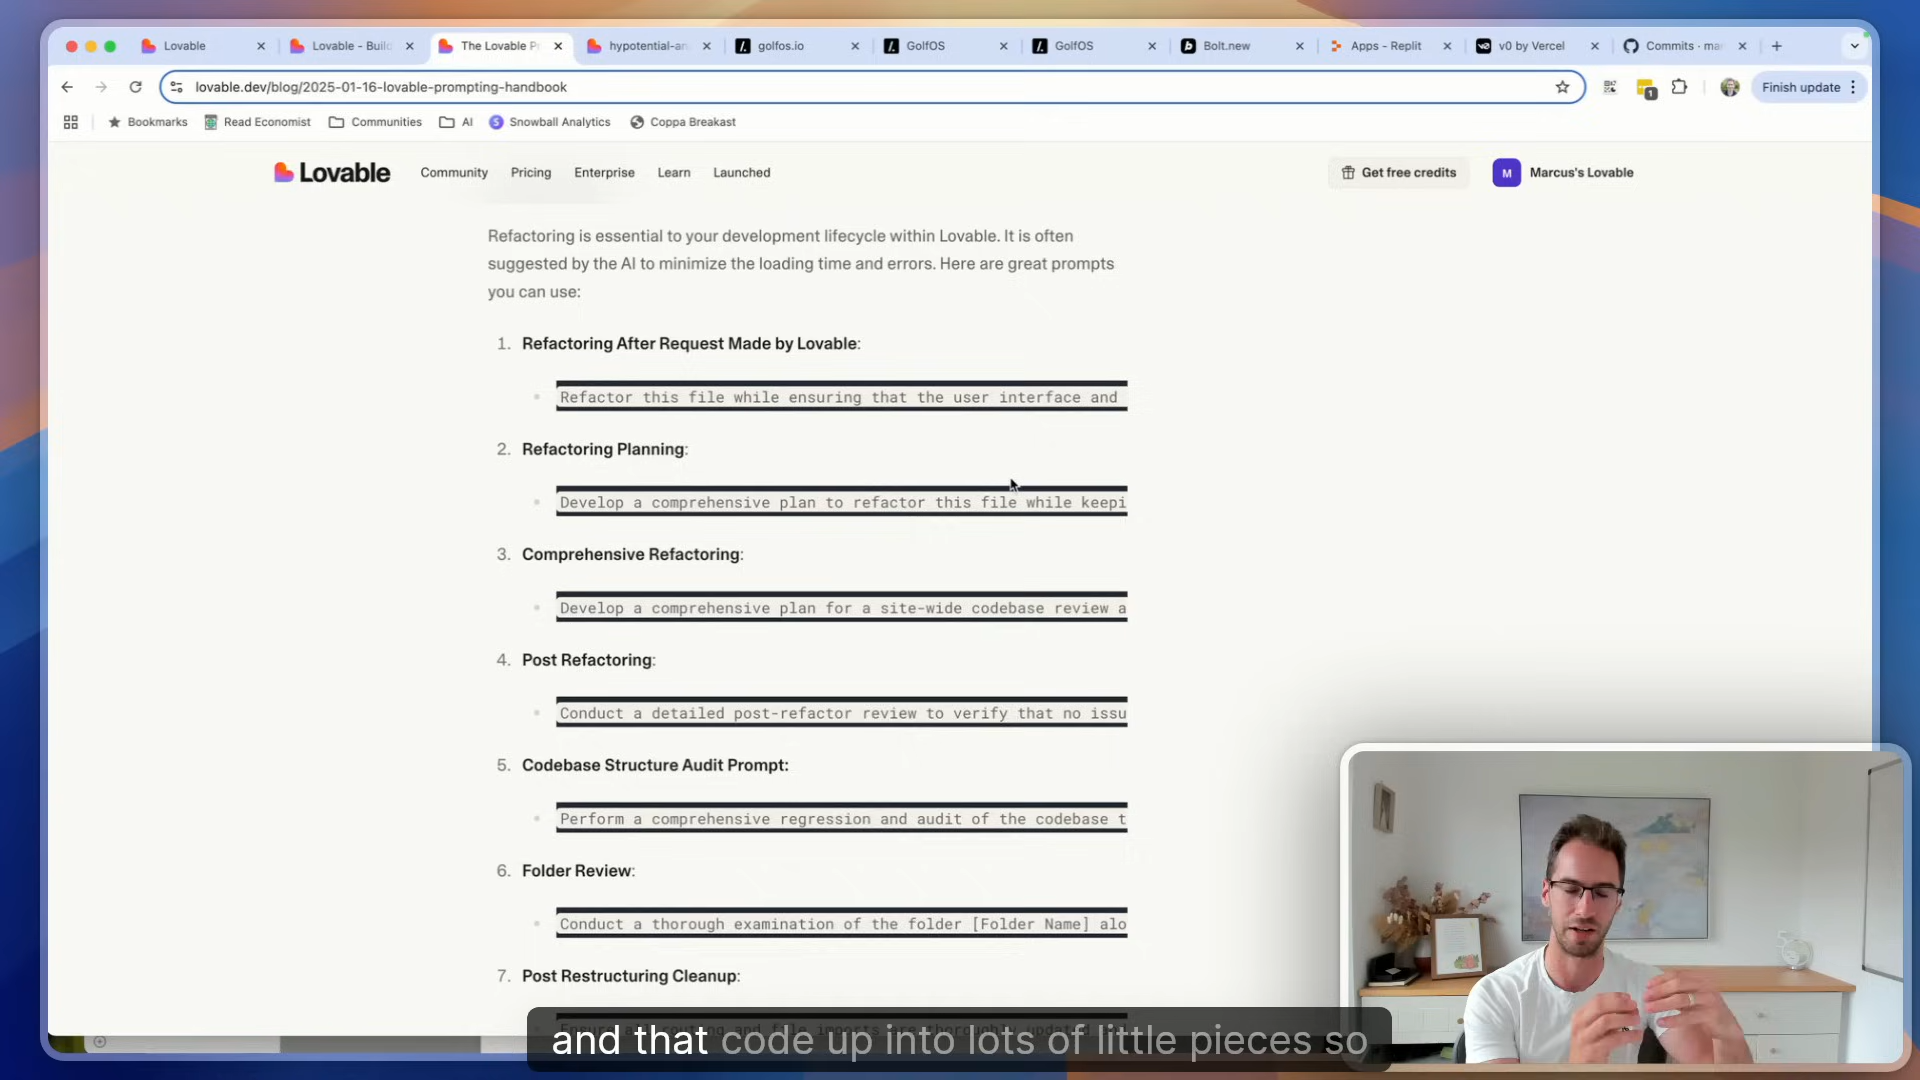 Lovable
Lovable - Buil
The Lovable P
hypotential-an
golfos.io
GolfOS
GolfOS
Bolt.new
Apps - Replit
v0 by Vercel
Commits · ma
lovable.dev/blog/2025-01-16-lovable-prompting-handbook
1
Finish update
Bookmarks
Read Economist
Communities
AI
Snowball Analytics
Coppa Breakast
Lovable
Community
Pricing
Enterprise
Learn
Launched
Get free credits
M
Marcus's Lovable
Refactoring is essential to your development lifecycle within Lovable. It is often
suggested by the AI to minimize the loading time and errors. Here are great prompts
you can use:
1. Refactoring After Request Made by Lovable:
Refactor this file while ensuring that the user interface and
2. Refactoring Planning:
Develop a comprehensive plan to refactor this file while keepi
3. Comprehensive Refactoring:
Develop a comprehensive plan for a site-wide codebase review a
4. Post Refactoring:
Conduct a detailed post-refactor review to verify that no issu
5. Codebase Structure Audit Prompt:
Perform a comprehensive regression and audit of the codebase t
6. Folder Review:
Conduct a thorough examination of the folder [Folder Name] alo
7. Post Restructuring Cleanup:
and that code up into lots of little pieces so